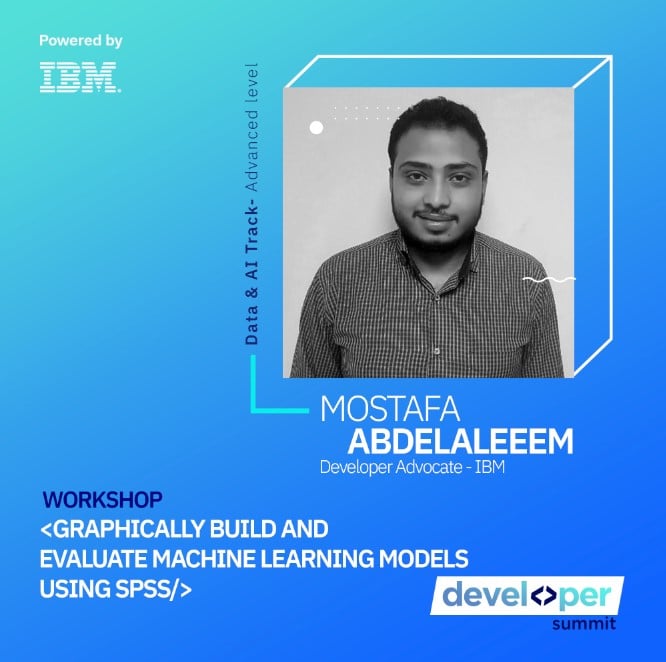 Powered by
IBM®
Data & AI Track- Advanced level
MOSTAFA
ABDELALEEEM
Developer Advocate - IBM
WORKSHOP
<GRAPHICALLY BUILD AND
EVALUATE MACHINE LEARNING MODELS
USING SPSS/>
devel<>per
summit